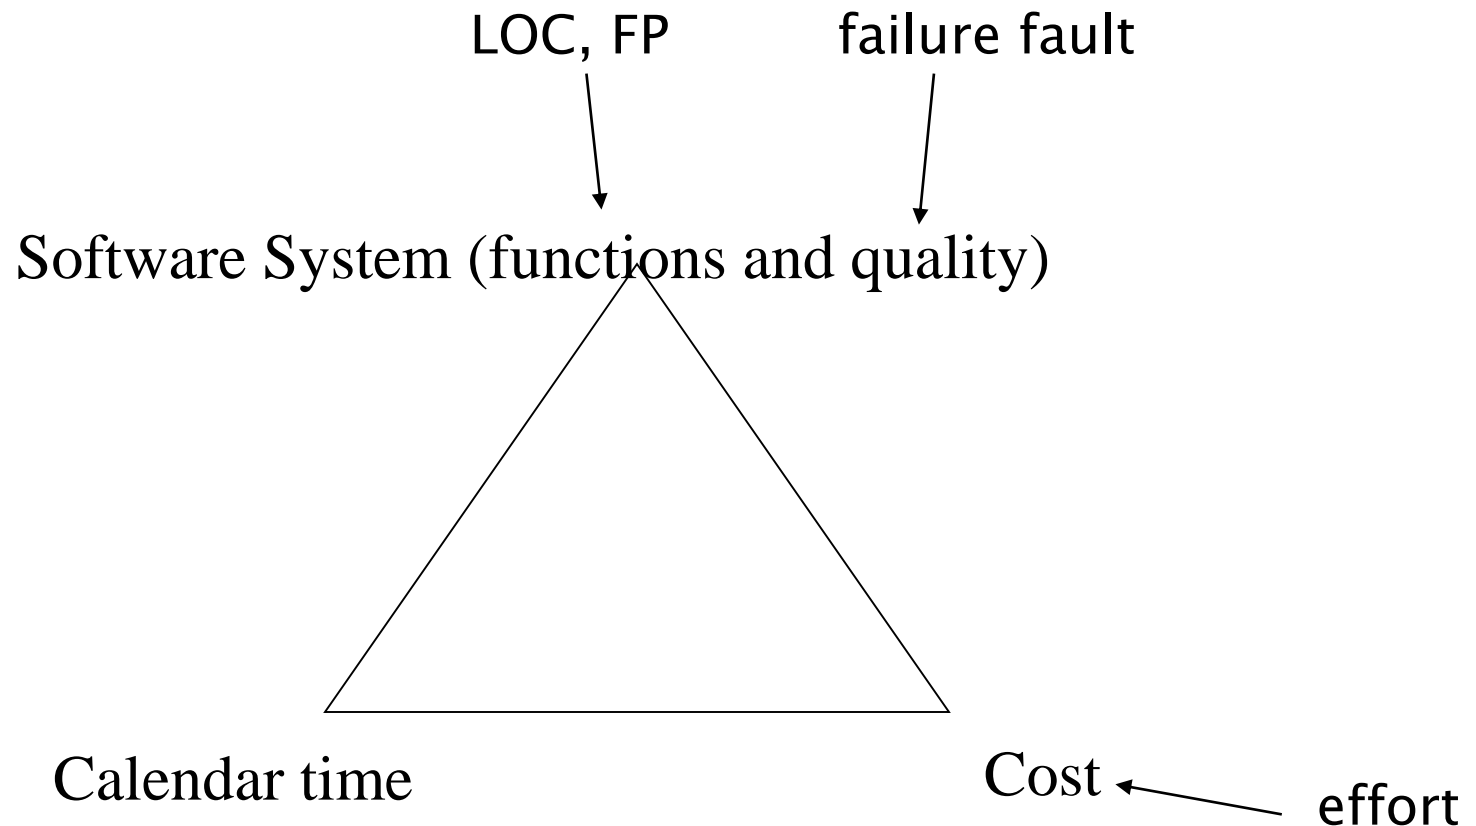 LOC, FP
failure fault
Software System (functions and quality)
Calendar time
Cost
effort